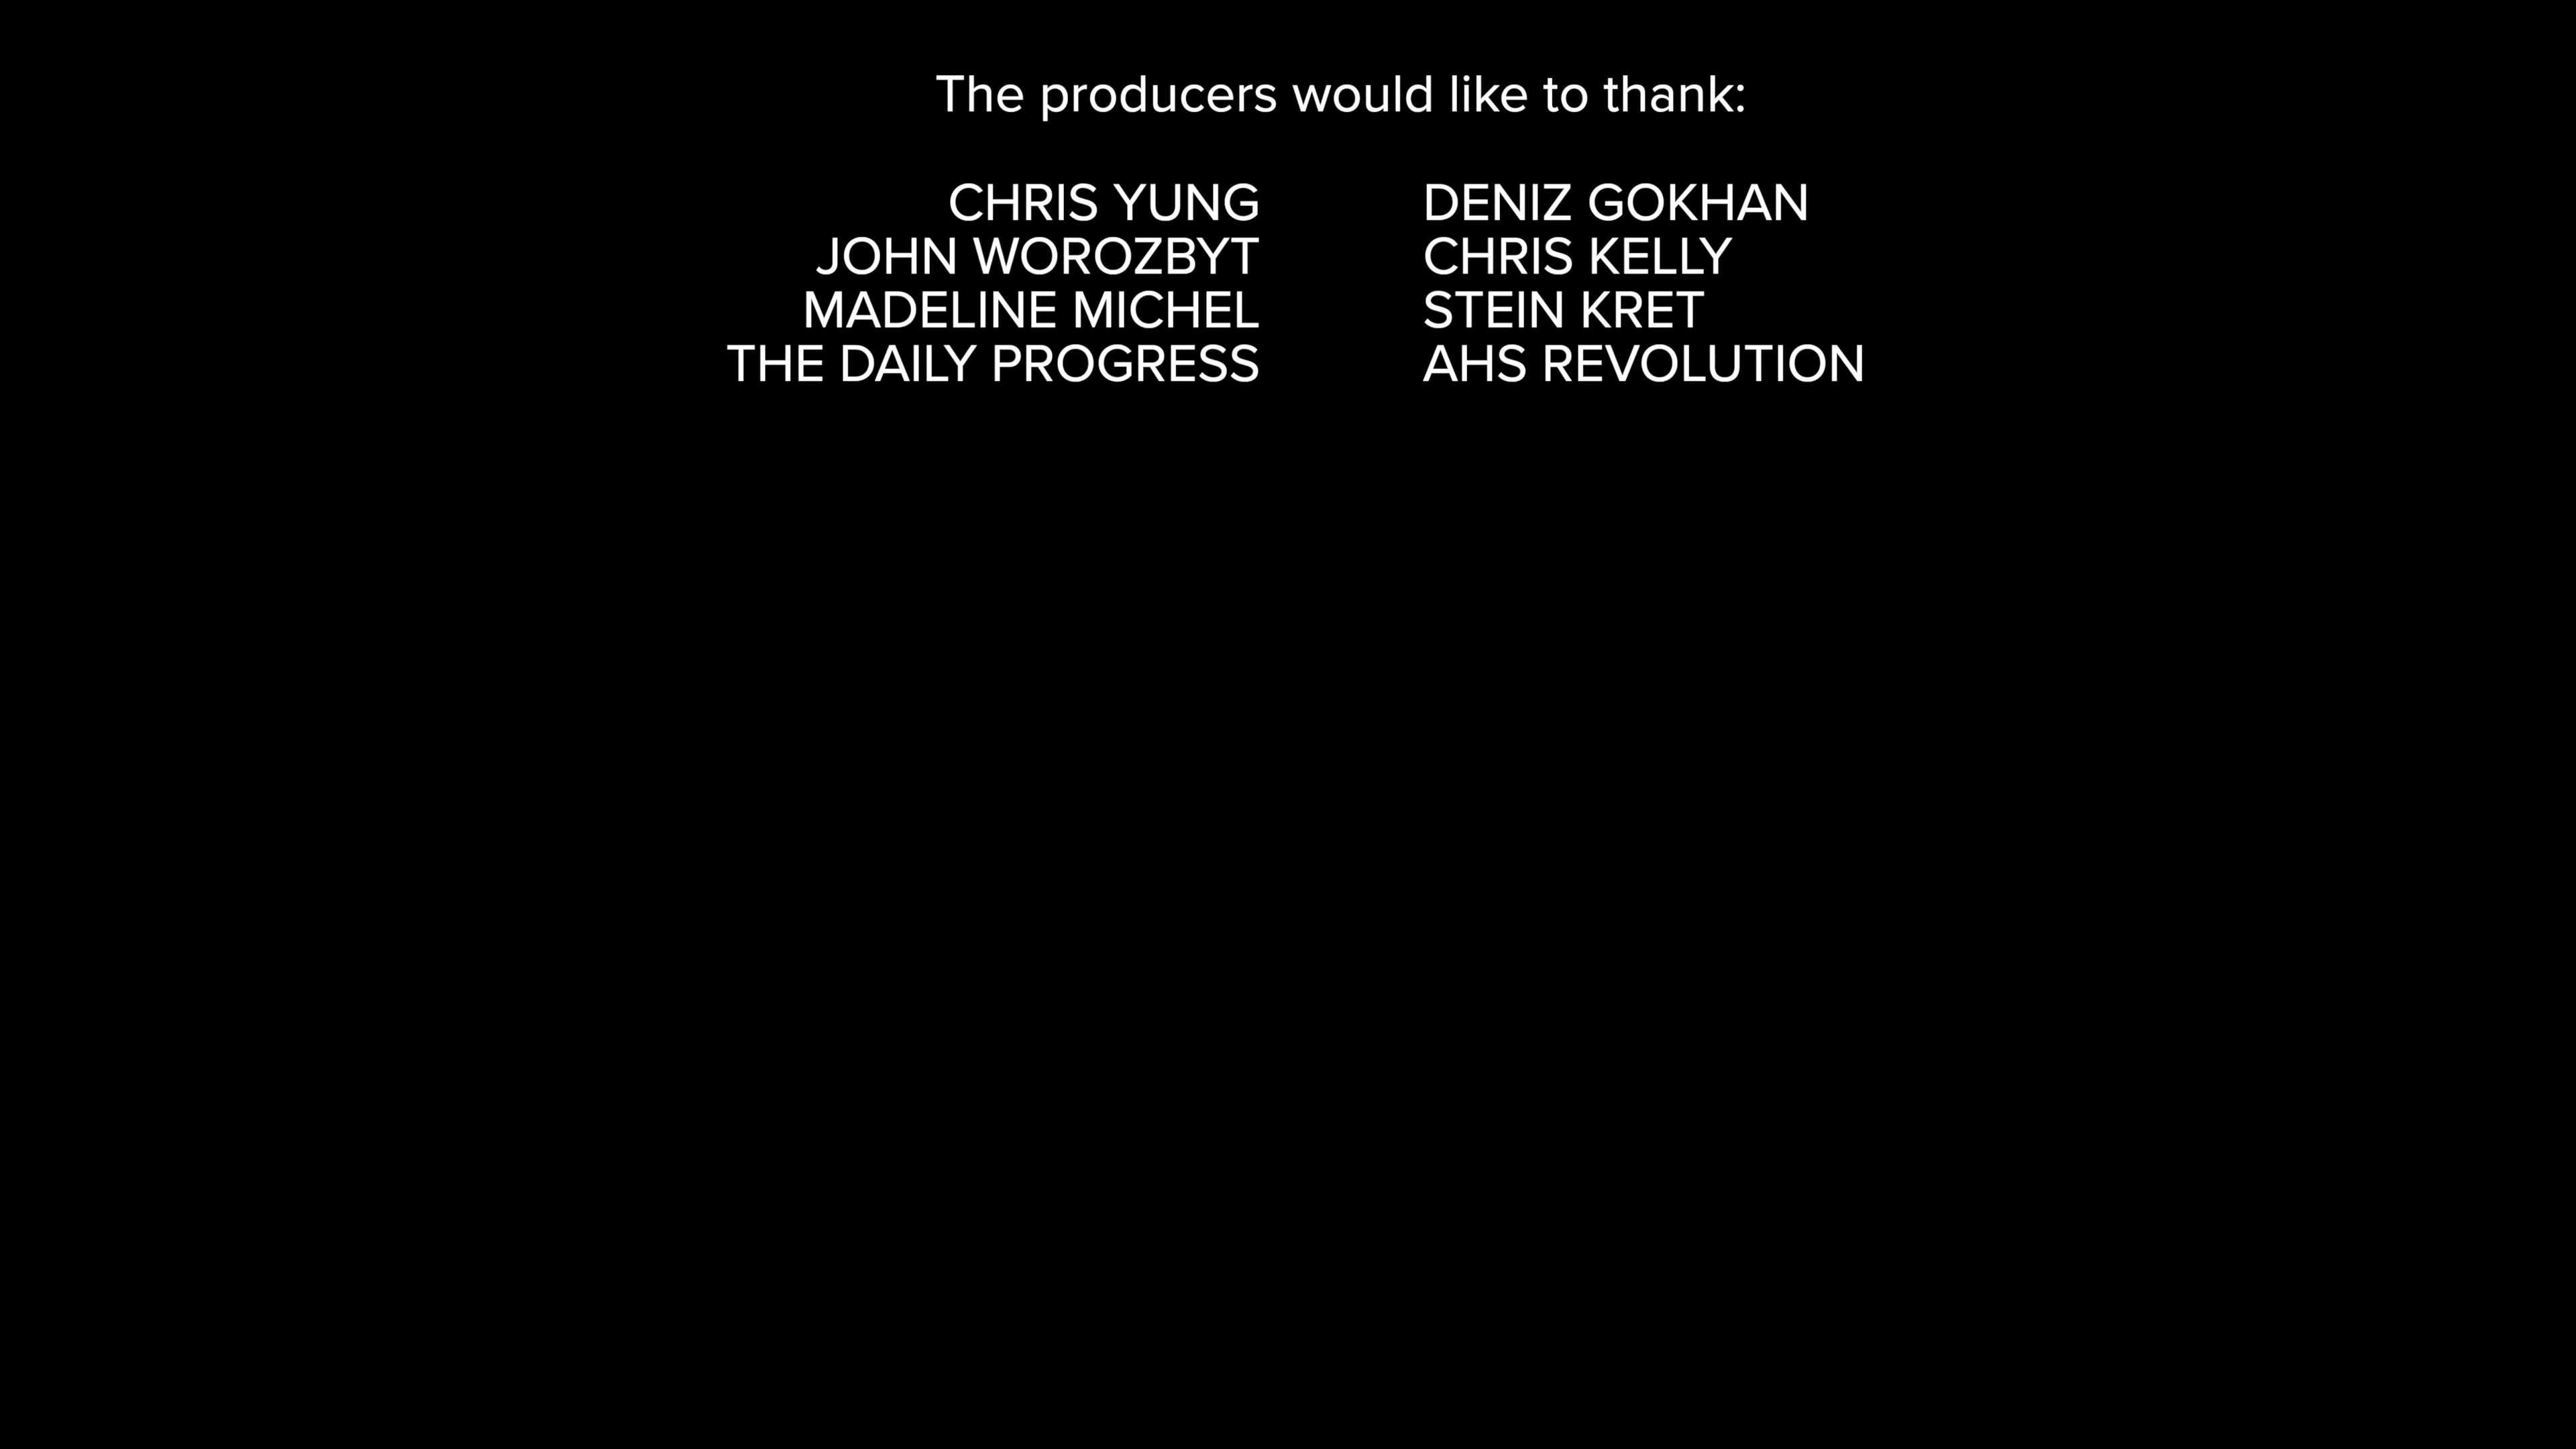 The producers would like to thank:
CHRIS YUNG DENIZ GOKHAN
JOHN WOROZBYT CHRIS KELLY
MADELINE MICHEL STEIN KRET
THE DAILY PROGRESS AHS REVOLUTION